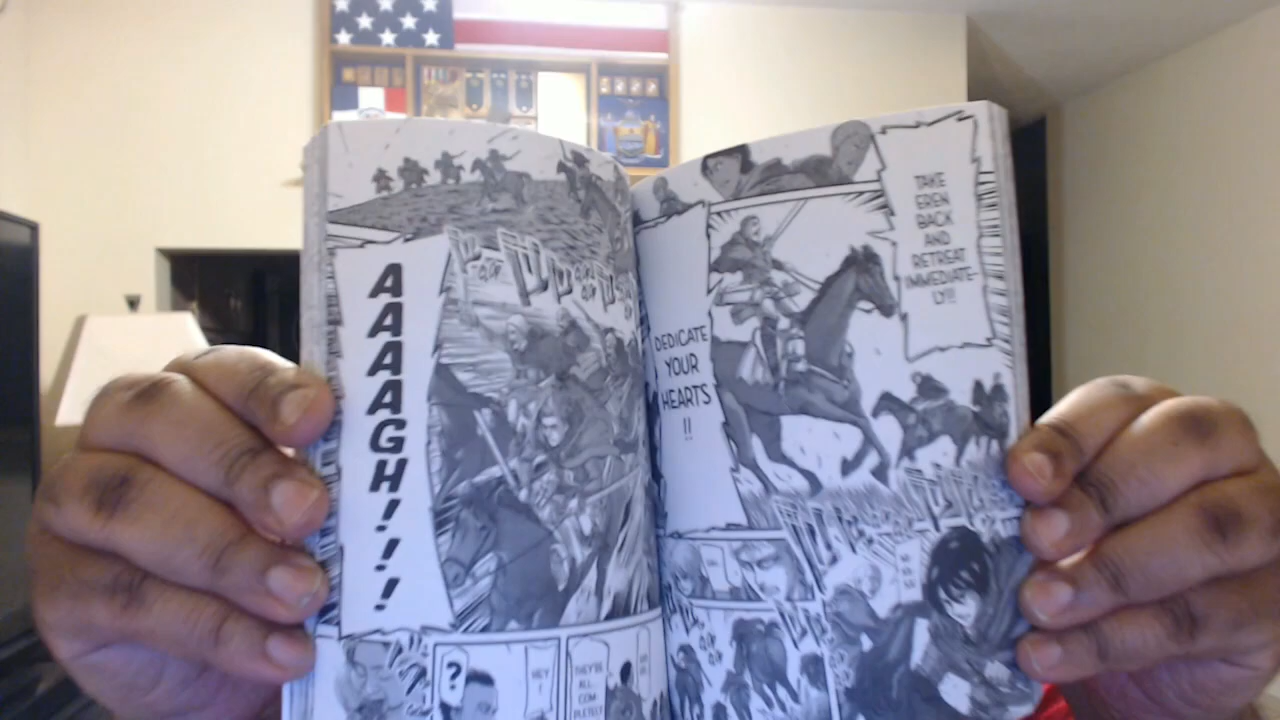 AAAAGH!!!
?
HEY
!
THEY'RE
ALL
COM-
PLETELY
TAKE
EREN
BACK
AND
RETREAT
IMMEDIATE-
LY!!
DEDICATE
YOUR
HEARTS
!!